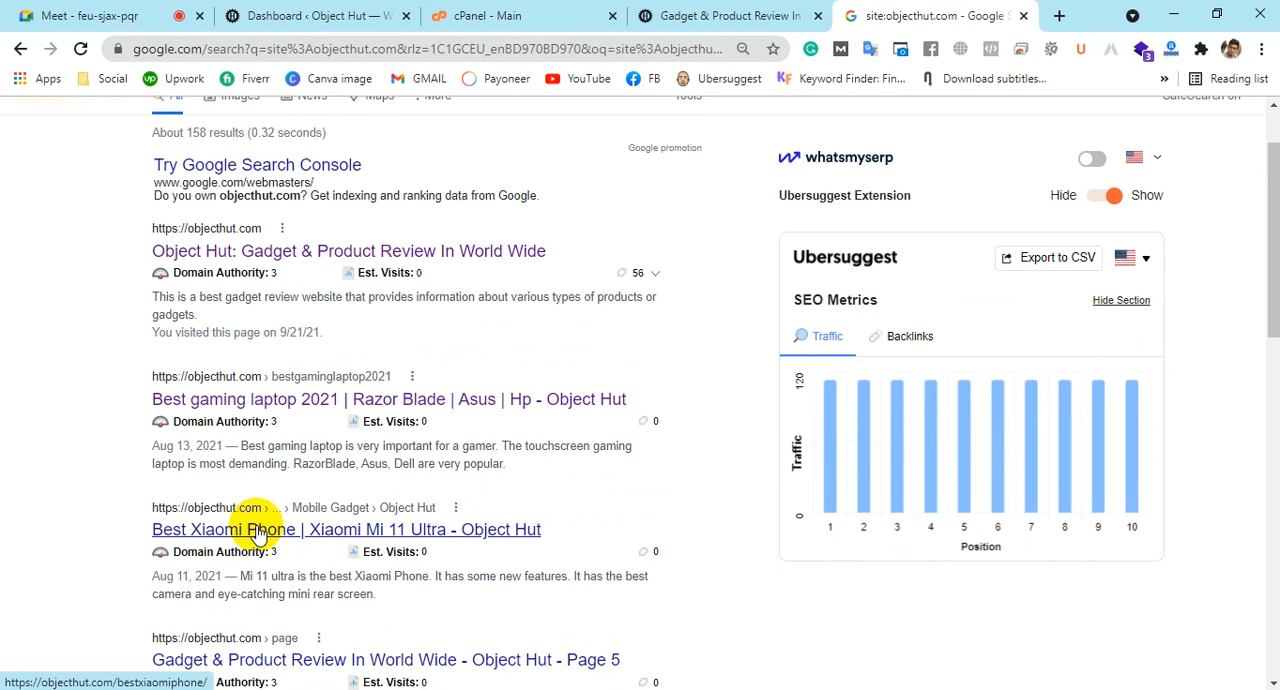 Meet - feu-sjax-pqr
Dashboard ‹ Object Hut — W
cPanel - Main
Gadget & Product Review In
site:objecthut.com - Google S
google.com/search?q=site%3Aobjecthut.com&rlz=1C1GCEU_enBD970BD970&oq=site%3Aobjecthu...
3
Apps
Social
Upwork
Fiverr
Canva image
GMAIL
Payoneer
YouTube
FB
Ubersuggest
Keyword Finder: Fin...
Download subtitles...
»
Reading list
All
Images
News
Maps
More
Tools
SafeSearch on
About 158 results (0.32 seconds)
Google promotion
Try Google Search Console
www.google.com/webmasters/
Do you own objecthut.com? Get indexing and ranking data from Google.
https://objecthut.com
Object Hut: Gadget & Product Review In World Wide
Domain Authority: 3 Est. Visits: 0 56
This is a best gadget review website that provides information about various types of products or
gadgets.
You visited this page on 9/21/21.
https://objecthut.com › bestgaminglaptop2021
Best gaming laptop 2021 | Razor Blade | Asus | Hp - Object Hut
Domain Authority: 3 Est. Visits: 0 0
Aug 13, 2021 — Best gaming laptop is very important for a gamer. The touchscreen gaming
laptop is most demanding. RazorBlade, Asus, Dell are very popular.
https://objecthut.com › ... › Mobile Gadget › Object Hut
Best Xiaomi Phone | Xiaomi Mi 11 Ultra - Object Hut
Domain Authority: 3 Est. Visits: 0 0
Aug 11, 2021 — Mi 11 ultra is the best Xiaomi Phone. It has some new features. It has the best
camera and eye-catching mini rear screen.
https://objecthut.com › page
Gadget & Product Review In World Wide - Object Hut - Page 5
Authority: 3 Est. Visits: 0 0
https://objecthut.com/bestxiaomiphone/
whatsmyserp
Ubersuggest Extension
Hide
Show
Ubersuggest
Export to CSV
SEO Metrics
Hide Section
Traffic
Backlinks
120
Traffic
0
1 2 3 4 5 6 7 8 9 10
Position